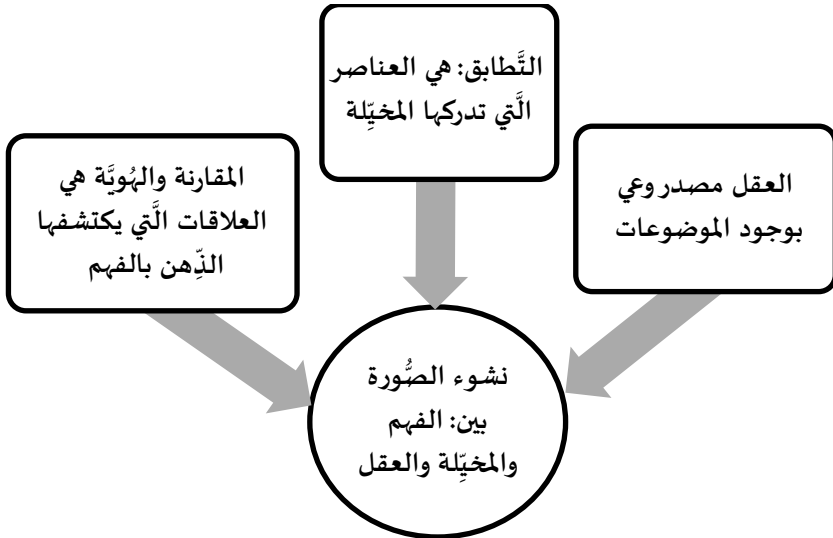 التَّطابق: هي العناصر
الَّتي تدركها المخيِّلة
العقل مصدر وعي
بوجود الموضوعات
المقارنة والهُويَّة هي
العلاقات الَّتي يكتشفها
الذِّهن بالفهم
نشوء الصُّورة
بين: الفهم
والمخيِّلة والعقل